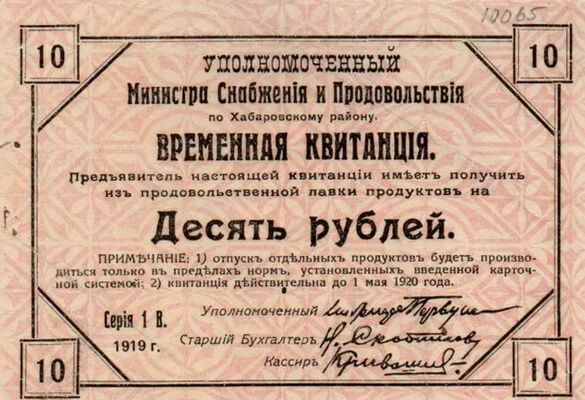 10065
10 10
УПОЛНОМОЧЕННЫЙ
Министра Снабженія и Продовольствія
по Хабаровскому району.
ВРЕМЕННАЯ КВИТАНЦІЯ.
Предъявитель настоящей квитанціи имѣетъ получить
изъ продовольственной лавки продуктовъ на
Десять рублей.
ПРИМѢЧАНІЕ: 1) отпускъ отдѣльныхъ продуктовъ будетъ произво-
диться только въ предѣлахъ нормъ, установленныхъ введенной карточ-
ной системой; 2) квитанція дѣйствительна до 1 мая 1920 года.
Уполномоченный
Серія 1 В.
Старшій Бухгалтеръ
1919 г.
Кассиръ
10 10